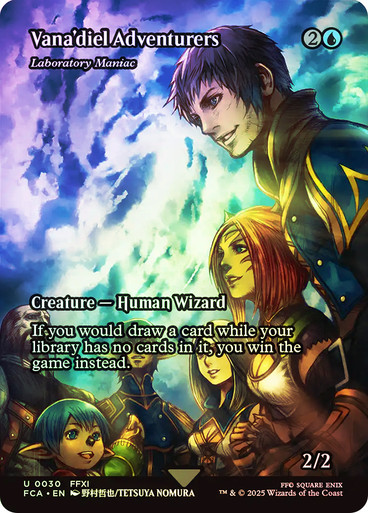 Vana'diel Adventurers 2
Laboratory Maniac
Creature — Human Wizard
If you would draw a card while your
library has no cards in it, you win the
game instead.
2/2
U 0030 FFXI
FCA • EN 野村哲也/TETSUYA NOMURA
FF© SQUARE ENIX
™ & © 2025 Wizards of the Coast